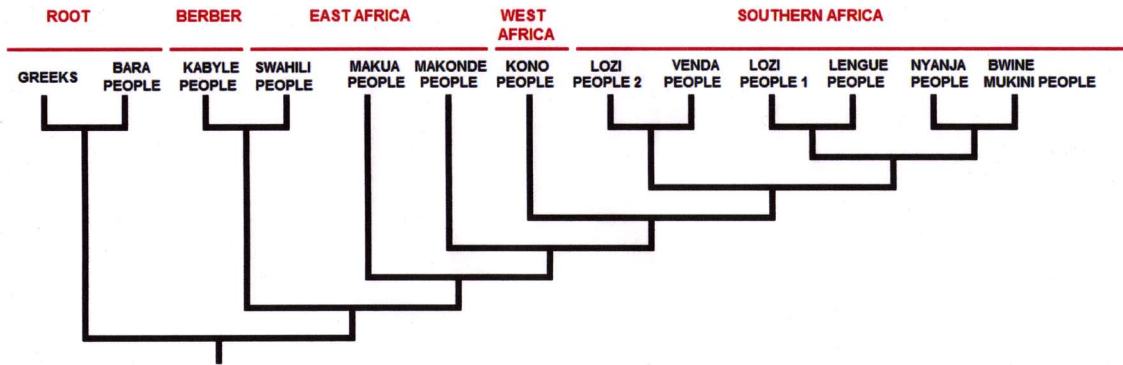 ROOT
BERBER
EAST AFRICA
WEST
AFRICA
SOUTHERN AFRICA
GREEKS
BARA
PEOPLE
KABYLE
PEOPLE
SWAHILI
PEOPLE
MAKUA
PEOPLE
MAKONDE
PEOPLE
KONO
PEOPLE
LOZI
PEOPLE 2
VENDA
PEOPLE
LOZI
PEOPLE 1
LENGUE
PEOPLE
NYANJA
PEOPLE
BWINE
MUKINI PEOPLE